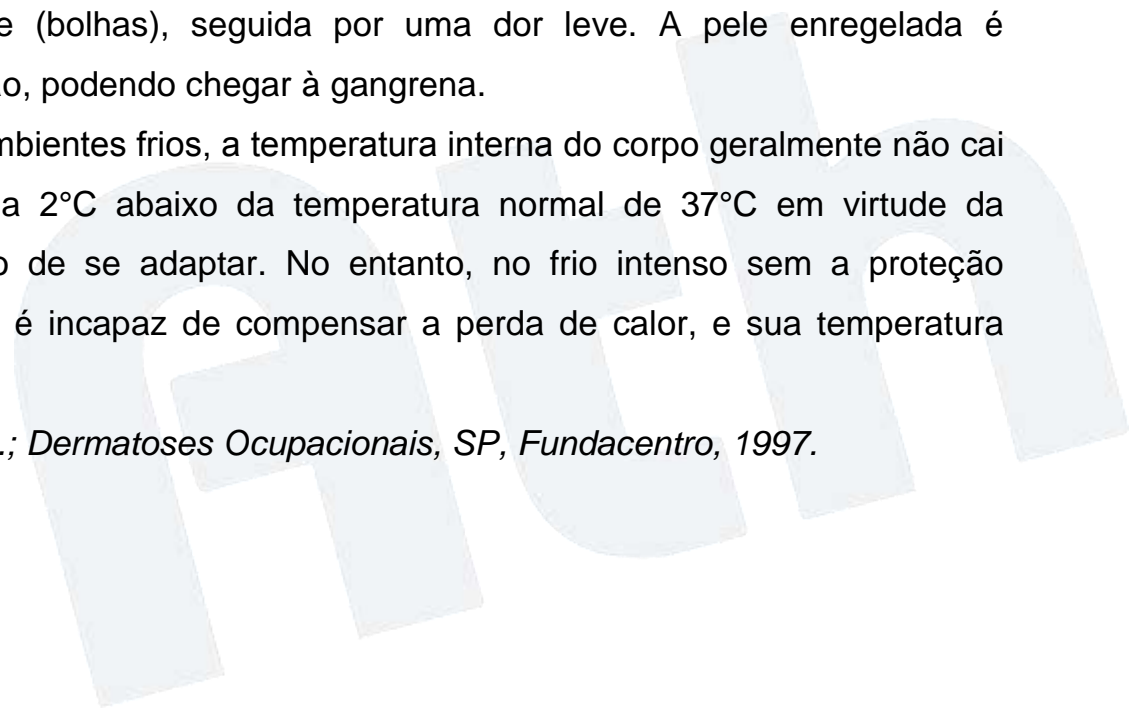 e (bolhas), seguida por uma dor leve. A pele enregelada é
o, podendo chegar à gangrena.
mbientes frios, a temperatura interna do corpo geralmente não cai
a 2°C abaixo da temperatura normal de 37°C em virtude da
o de se adaptar. No entanto, no frio intenso sem a proteção
é incapaz de compensar a perda de calor, e sua temperatura
.; Dermatoses Ocupacionais, SP, Fundacentro, 1997.
Ath